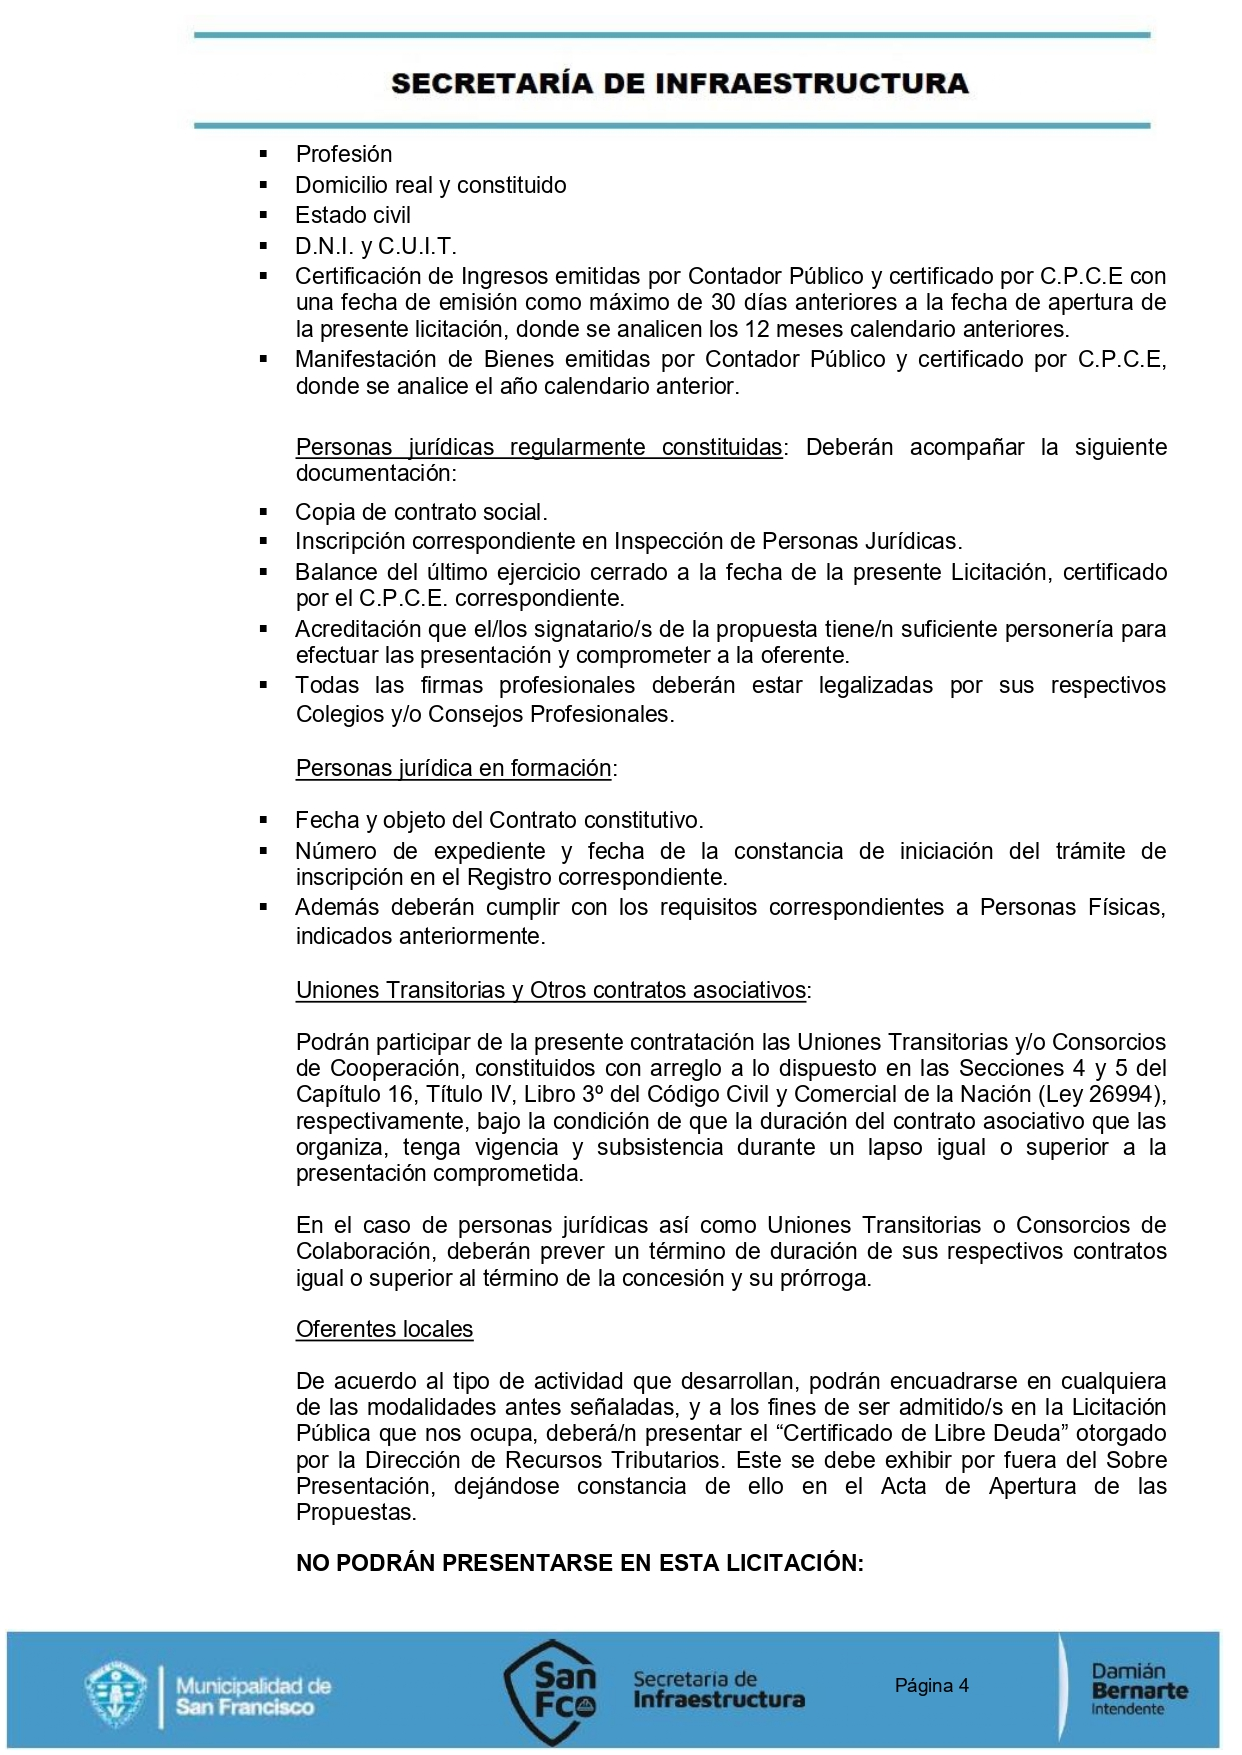 SECRETARÍA DE INFRAESTRUCTURA
▪ Profesión
▪ Domicilio real y constituido
▪ Estado civil
▪ D.N.I. y C.U.I.T.
▪ Certificación de Ingresos emitidas por Contador Público y certificado por C.P.C.E con
una fecha de emisión como máximo de 30 días anteriores a la fecha de apertura de
la presente licitación, donde se analicen los 12 meses calendario anteriores.
▪ Manifestación de Bienes emitidas por Contador Público y certificado por C.P.C.E,
donde se analice el año calendario anterior.
Personas jurídicas regularmente constituidas: Deberán acompañar la siguiente
documentación:
▪ Copia de contrato social.
▪ Inscripción correspondiente en Inspección de Personas Jurídicas.
▪ Balance del último ejercicio cerrado a la fecha de la presente Licitación, certificado
por el C.P.C.E. correspondiente.
▪ Acreditación que el/los signatario/s de la propuesta tiene/n suficiente personería para
efectuar las presentación y comprometer a la oferente.
▪ Todas las firmas profesionales deberán estar legalizadas por sus respectivos
Colegios y/o Consejos Profesionales.
Personas jurídica en formación:
▪ Fecha y objeto del Contrato constitutivo.
▪ Número de expediente y fecha de la constancia de iniciación del trámite de
inscripción en el Registro correspondiente.
▪ Además deberán cumplir con los requisitos correspondientes a Personas Físicas,
indicados anteriormente.
Uniones Transitorias y Otros contratos asociativos:
Podrán participar de la presente contratación las Uniones Transitorias y/o Consorcios
de Cooperación, constituidos con arreglo a lo dispuesto en las Secciones 4 y 5 del
Capítulo 16, Título IV, Libro 3º del Código Civil y Comercial de la Nación (Ley 26994),
respectivamente, bajo la condición de que la duración del contrato asociativo que las
organiza, tenga vigencia y subsistencia durante un lapso igual o superior a la
presentación comprometida.
En el caso de personas jurídicas así como Uniones Transitorias o Consorcios de
Colaboración, deberán prever un término de duración de sus respectivos contratos
igual o superior al término de la concesión y su prórroga.
Oferentes locales
De acuerdo al tipo de actividad que desarrollan, podrán encuadrarse en cualquiera
de las modalidades antes señaladas, y a los fines de ser admitido/s en la Licitación
Pública que nos ocupa, deberá/n presentar el “Certificado de Libre Deuda” otorgado
por la Dirección de Recursos Tributarios. Este se debe exhibir por fuera del Sobre
Presentación, dejándose constancia de ello en el Acta de Apertura de las
Propuestas.
NO PODRÁN PRESENTARSE EN ESTA LICITACIÓN:
Municipalidad de
San Francisco
San
Fco
Secretaria de
Infraestructura
Página 4
Damián
Bernarte
Intendente